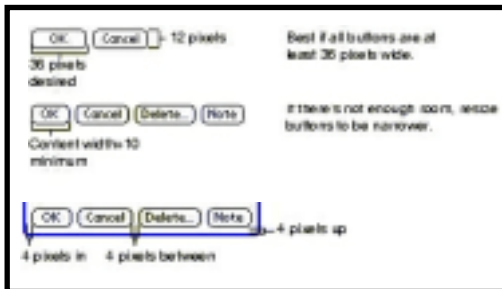 OK Cancel 12 pixels
Best if all buttons are at
least 36 pixels wide.
36 pixels
desired
OK Cancel Delete... Note
If there's not enough room, resize
buttons to be narrower.
Content width+10
minimum
OK Cancel Delete... Note
4 pixels up
4 pixels in 4 pixels between